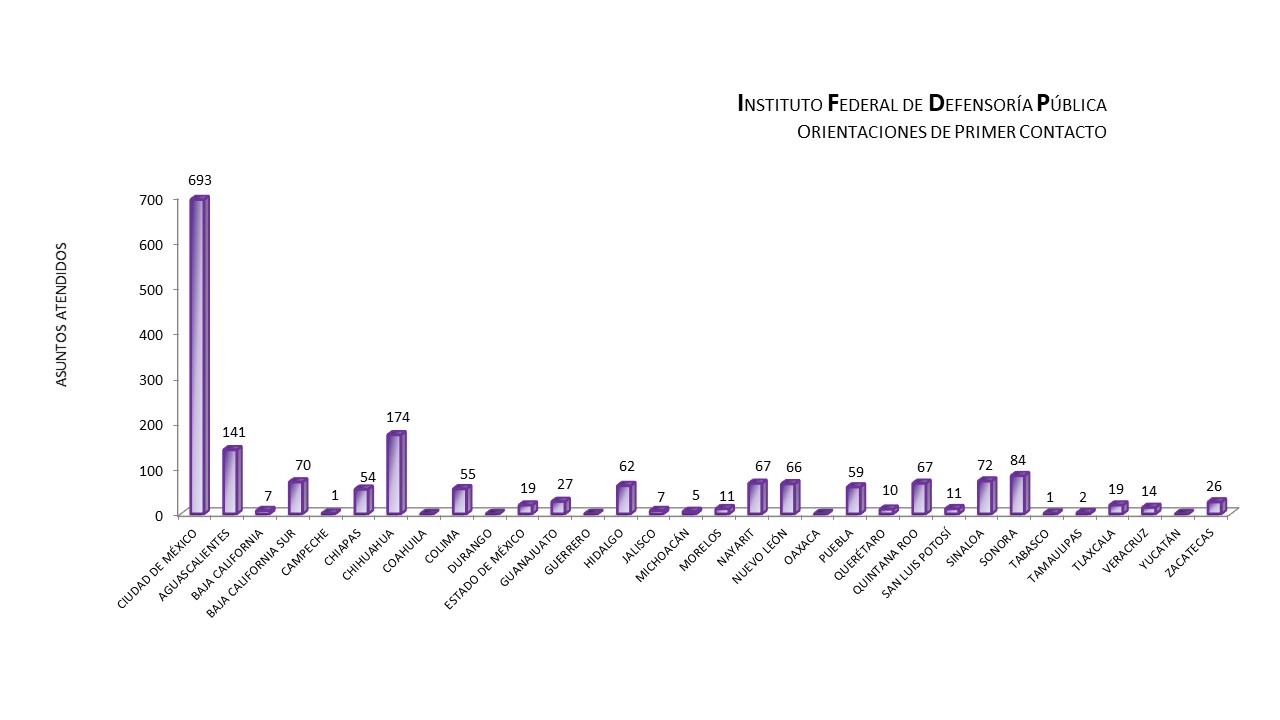 INSTITUTO FEDERAL DE DEFENSORÍA PÚBLICA
ORIENTACIONES DE PRIMER CONTACTO
ASUNTOS ATENDIDOS
700
600
500
400
300
200
100
0
693
141
7
70
1
54
174
55
19
27
62
7
5
11
67
66
59
10
67
11
72
84
1
2
19
14
26
CIUDAD DE MÉXICO
AGUASCALIENTES
BAJA CALIFORNIA
BAJA CALIFORNIA SUR
CAMPECHE
CHIAPAS
CHIHUAHUA
COAHUILA
COLIMA
DURANGO
ESTADO DE MÉXICO
GUANAJUATO
GUERRERO
HIDALGO
JALISCO
MICHOACÁN
MORELOS
NAYARIT
NUEVO LEÓN
OAXACA
PUEBLA
QUERÉTARO
QUINTANA ROO
SAN LUIS POTOSÍ
SINALOA
SONORA
TABASCO
TAMAULIPAS
TLAXCALA
VERACRUZ
YUCATÁN
ZACATECAS